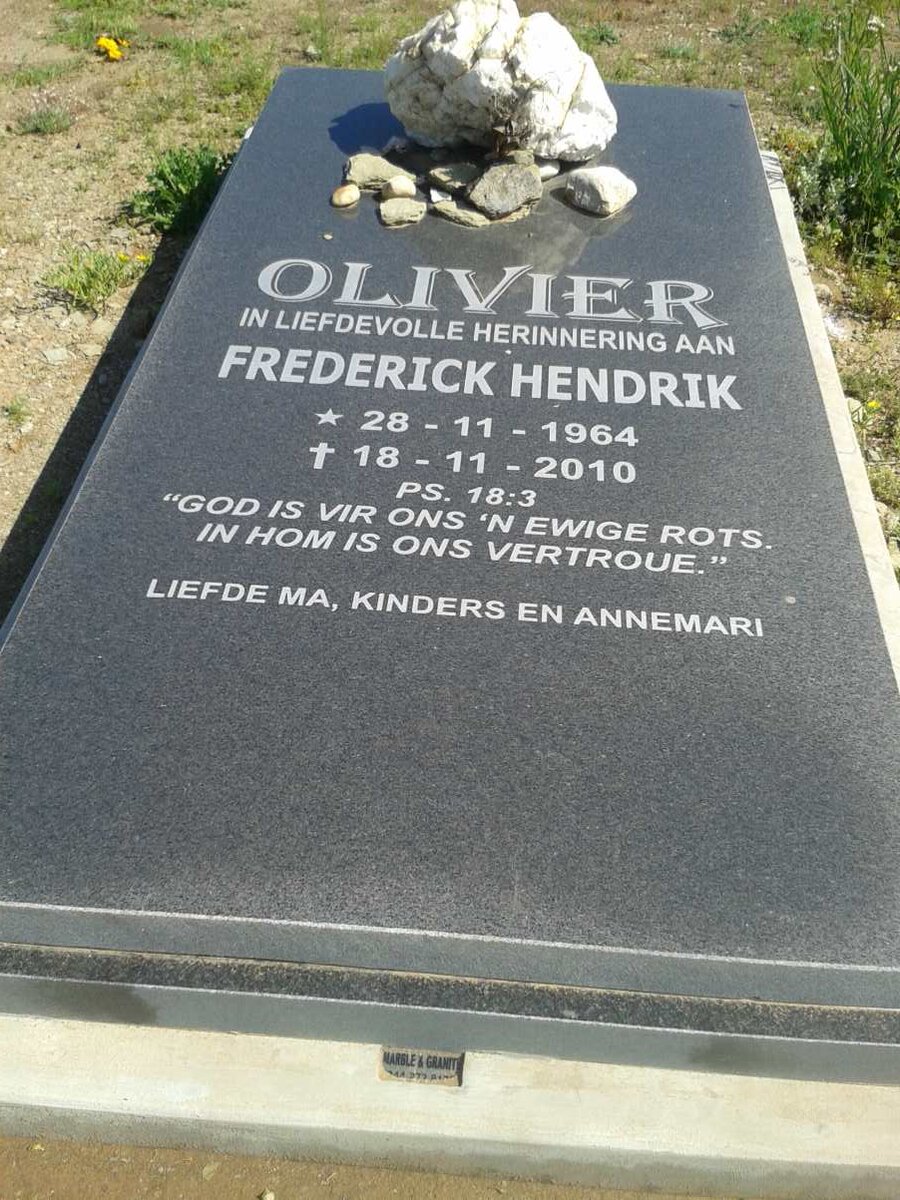 OLIVIER
IN LIEFDEVOLLE HERINNERING AAN
FREDERICK HENDRIK
★ 28 - 11 - 1964
✝ 18 - 11 - 2010
PS. 18:3
“GOD IS VIR ONS ‘N EWIGE ROTS.
IN HOM IS ONS VERTROUE.”
LIEFDE MA, KINDERS EN ANNEMARI
MARBLE & GRANIT